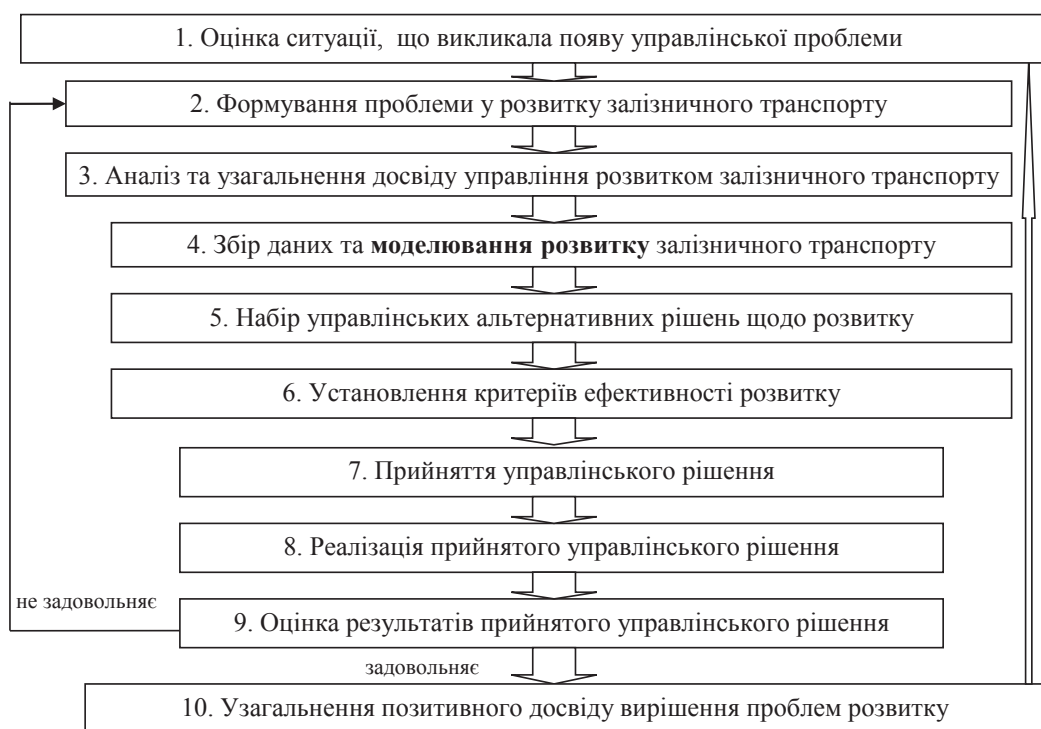 1. Оцінка ситуації, що викликала появу управлінської проблеми
2. Формування проблеми у розвитку залізничного транспорту
3. Аналіз та узагальнення досвіду управління розвитком залізничного транспорту
4. Збір даних та моделювання розвитку залізничного транспорту
5. Набір управлінських альтернативних рішень щодо розвитку
6. Установлення критеріїв ефективності розвитку
7. Прийняття управлінського рішення
8. Реалізація прийнятого управлінського рішення
не задовольняє
9. Оцінка результатів прийнятого управлінського рішення
задовольняє
10. Узагальнення позитивного досвіду вирішення проблем розвитку